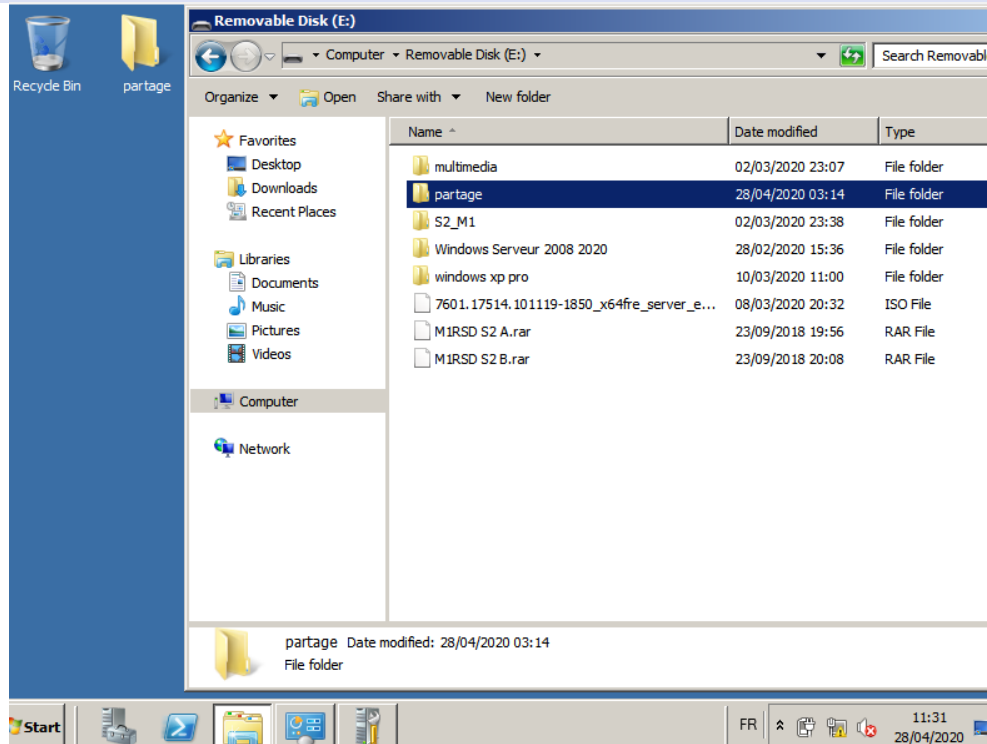 Removable Disk (E:)
Computer Removable Disk (E:) Search Removabl
Recycle Bin partage
Organize Open Share with New folder
Favorites
Desktop
Downloads
Recent Places
Libraries
Documents
Music
Pictures
Videos
Computer
Network
Name Date modified Type
multimedia 02/03/2020 23:07 File folder
partage 28/04/2020 03:14 File folder
S2_M1 02/03/2020 23:38 File folder
Windows Serveur 2008 2020 28/02/2020 15:36 File folder
windows xp pro 10/03/2020 11:00 File folder
7601.17514.101119-1850_x64fre_server_e... 08/03/2020 20:32 ISO File
M1RSD S2 A.rar 23/09/2018 19:56 RAR File
M1RSD S2 B.rar 23/09/2018 20:08 RAR File
partage Date modified: 28/04/2020 03:14
File folder
Start FR 11:31
28/04/2020